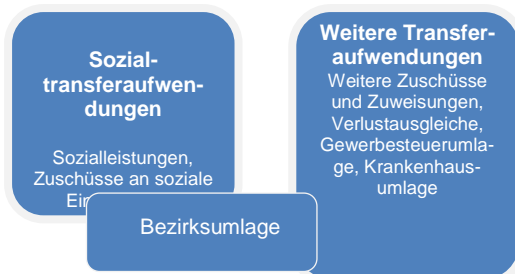 Sozial-
transferaufwen-
dungen
Sozialleistungen,
Zuschüsse an soziale
Weitere Transfer-
aufwendungen
Weitere Zuschüsse
und Zuweisungen,
Verlustausgleiche,
Gewerbesteuerumla-
ge, Krankenhaus-
umlage
Bezirksumlage